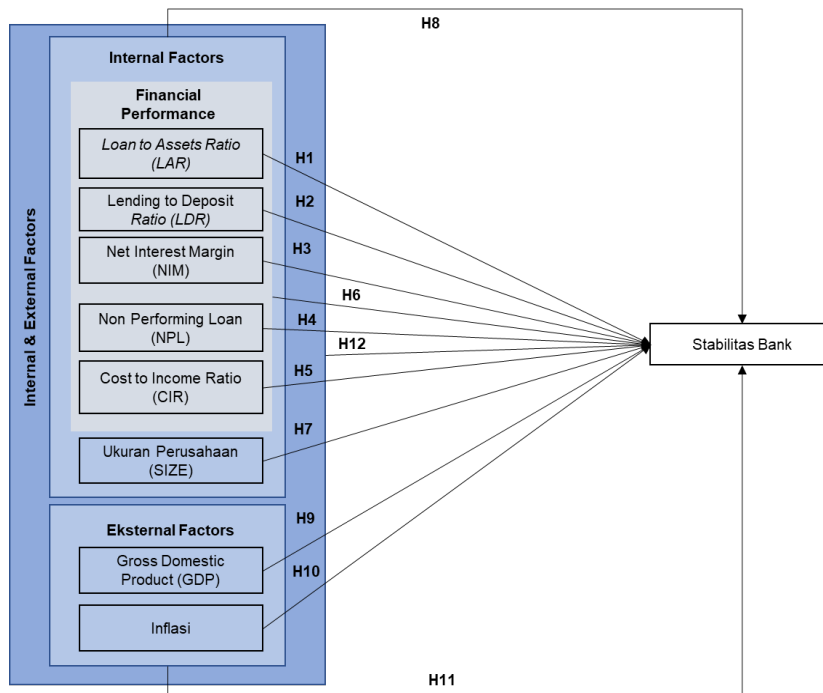 H8
Internal & External Factors
Internal Factors
Financial
Performance
Loan to Assets Ratio
(LAR)
H1
Lending to Deposit
Ratio (LDR)
H2
Net Interest Margin
(NIM)
H3
H6
Non Performing Loan
(NPL)
H4
H12
Stabilitas Bank
Cost to Income Ratio
(CIR)
H5
Ukuran Perusahaan
(SIZE)
H7
Eksternal Factors
H9
Gross Domestic
Product (GDP)
H10
Inflasi
H11